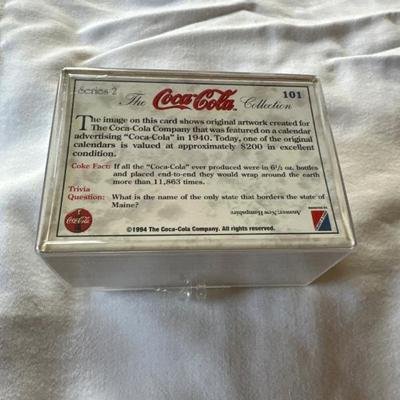 Series 2
The Coca-Cola Collection
101
The image on this card shows original artwork created for
The Coca-Cola Company that was featured on a calendar
advertising "Coca-Cola" in 1940. Today, one of the original
calendars is valued at approximately $200 in excellent
condition.
Coke Fact: If all the "Coca-Cola" ever produced were in 6½ oz. bottles
and placed end-to-end they would wrap around the earth
more than 11,863 times.
Trivia
Question: What is the name of the only state that borders the state of
Maine?
Answer: New Hampshire
Coca-Cola
©1994 The Coca-Cola Company. All rights reserved.